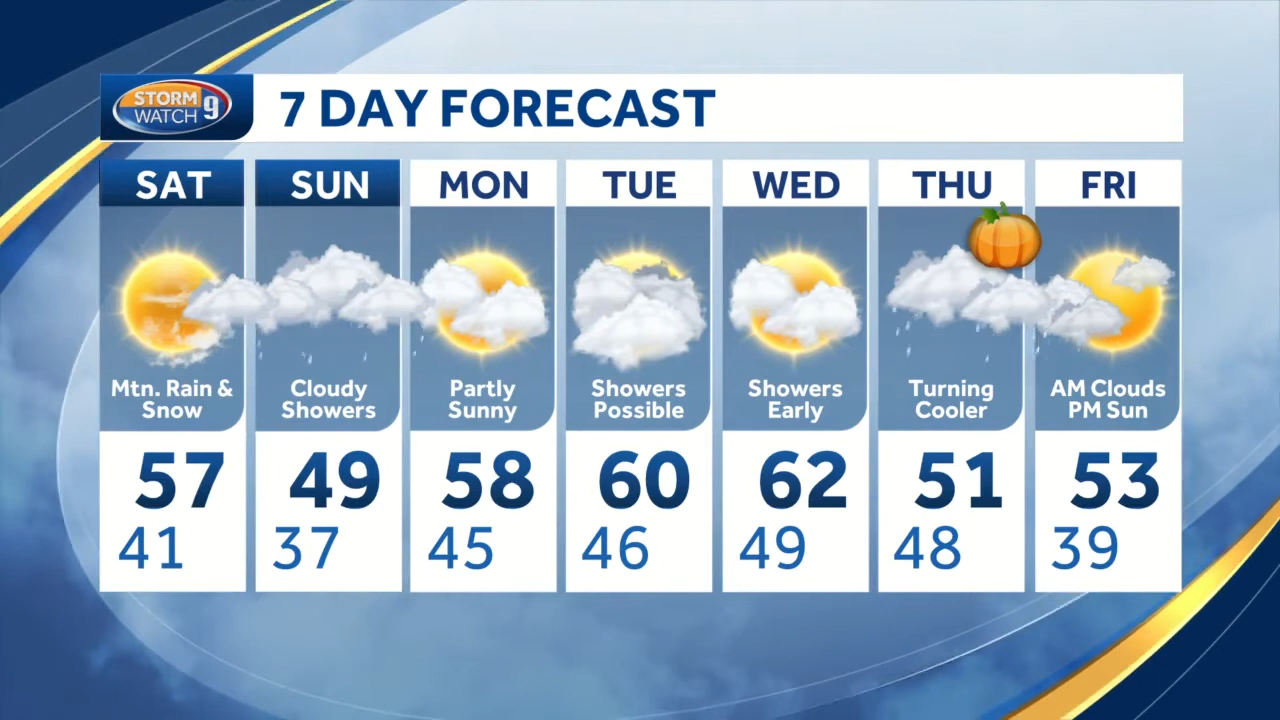 STORM
WATCH 9
7 DAY FORECAST
SAT
Mtn. Rain &
Snow
57
41
SUN
Cloudy
Showers
49
37
MON
Partly
Sunny
58
45
TUE
Showers
Possible
60
46
WED
Showers
Early
62
49
THU
Turning
Cooler
51
48
FRI
AM Clouds
PM Sun
53
39